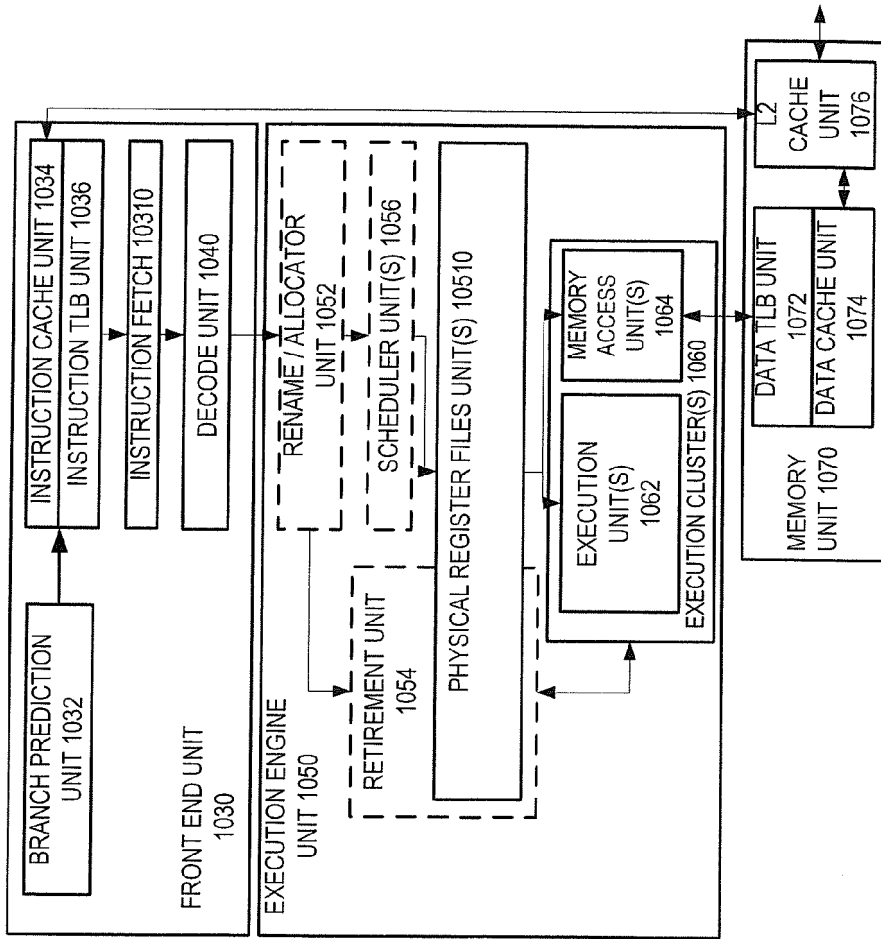 BRANCH PREDICTION
UNIT 1032
INSTRUCTION CACHE UNIT 1034
INSTRUCTION TLB UNIT 1036
INSTRUCTION FETCH 10310
DECODE UNIT 1040
FRONT END UNIT
1030
EXECUTION ENGINE
UNIT 1050
RENAME / ALLOCATOR
UNIT 1052
RETIREMENT UNIT
1054
SCHEDULER UNIT(S) 1056
PHYSICAL REGISTER FILES UNIT(S) 10510
EXECUTION
UNIT(S)
1062
MEMORY
ACCESS
UNIT(S)
1064
EXECUTION CLUSTER(S) 1060
MEMORY
UNIT 1070
DATA TLB UNIT
1072
DATA CACHE UNIT
1074
L2
CACHE
UNIT
1076